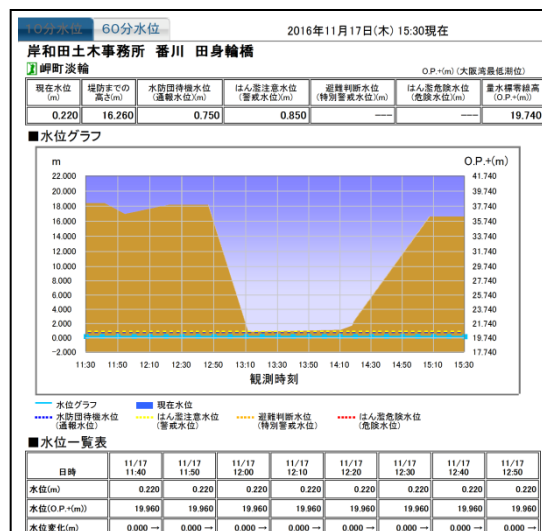 10分水位 60分水位 2016年11月17日(木) 15:30現在
岸和田土木事務所 番川 田身輪橋
岬町淡輪 O.P.+(m) (大阪湾最低潮位)
現在水位(m) 堤防までの高さ(m) 水防団待機水位(通報水位)(m) はん濫注意水位(警戒水位)(m) 避難判断水位(特別警戒水位)(m) はん濫危険水位(危険水位)(m) 量水標零線高(O.P.+(m))
0.220 16.260 0.750 0.850 --- --- 19.740
■水位グラフ
m O.P.+(m)
22.000 41.740
20.000 39.740
18.000 37.740
16.000 35.740
14.000 33.740
12.000 31.740
10.000 29.740
8.000 27.740
6.000 25.740
4.000 23.740
2.000 21.740
0.000 19.740
-2.000 17.740
11:30 11:50 12:10 12:30 12:50 13:10 13:30 13:50 14:10 14:30 14:50 15:10 15:30
観測時刻
水位グラフ 現在水位
水防団待機水位(通報水位) はん濫注意水位(警戒水位) 避難判断水位(特別警戒水位) はん濫危険水位(危険水位)
■水位一覧表
日時 11/17 11:40 11/17 11:50 11/17 12:00 11/17 12:10 11/17 12:20 11/17 12:30 11/17 12:40 11/17 12:50
水位(m) 0.220 0.220 0.220 0.220 0.220 0.220 0.220 0.220
水位(O.P.+(m)) 19.960 19.960 19.960 19.960 19.960 19.960 19.960 19.960
水位変化(m) 0.000 → 0.000 → 0.000 → 0.000 → 0.000 → 0.000 → 0.000 → 0.000 →